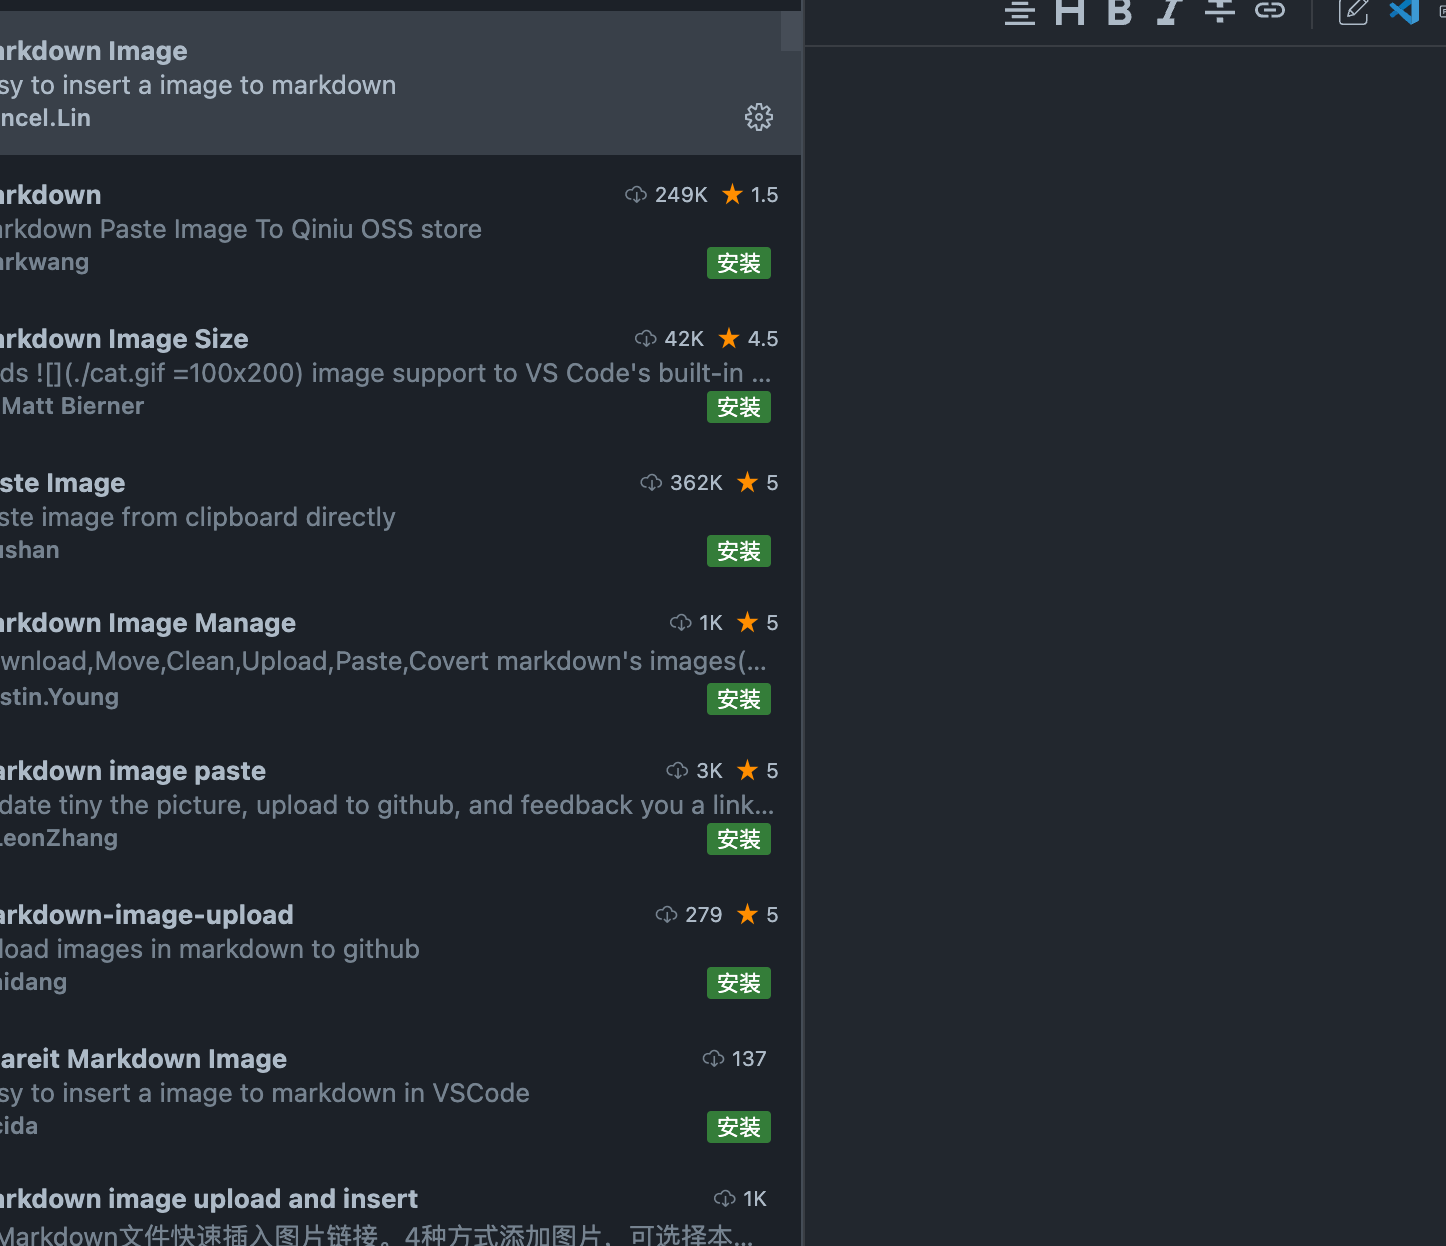 H B I
arkdown Image
sy to insert a image to markdown
ncel.Lin
arkdown 249K 1.5
arkdown Paste Image To Qiniu OSS store
arkwang 安装
arkdown Image Size 42K 4.5
ds ![](./cat.gif =100x200) image support to VS Code's built-in ...
Matt Bierner 安装
ste Image 362K 5
ste image from clipboard directly
ushan 安装
arkdown Image Manage 1K 5
wnload,Move,Clean,Upload,Paste,Covert markdown's images(...
stin.Young 安装
arkdown image paste 3K 5
date tiny the picture, upload to github, and feedback you a link...
LeonZhang 安装
arkdown-image-upload 279 5
load images in markdown to github
aidang 安装
areit Markdown Image 137
sy to insert a image to markdown in VSCode
cida 安装
arkdown image upload and insert 1K
Markdown文件快速插入图片链接。4种方式添加图片，可选择本...